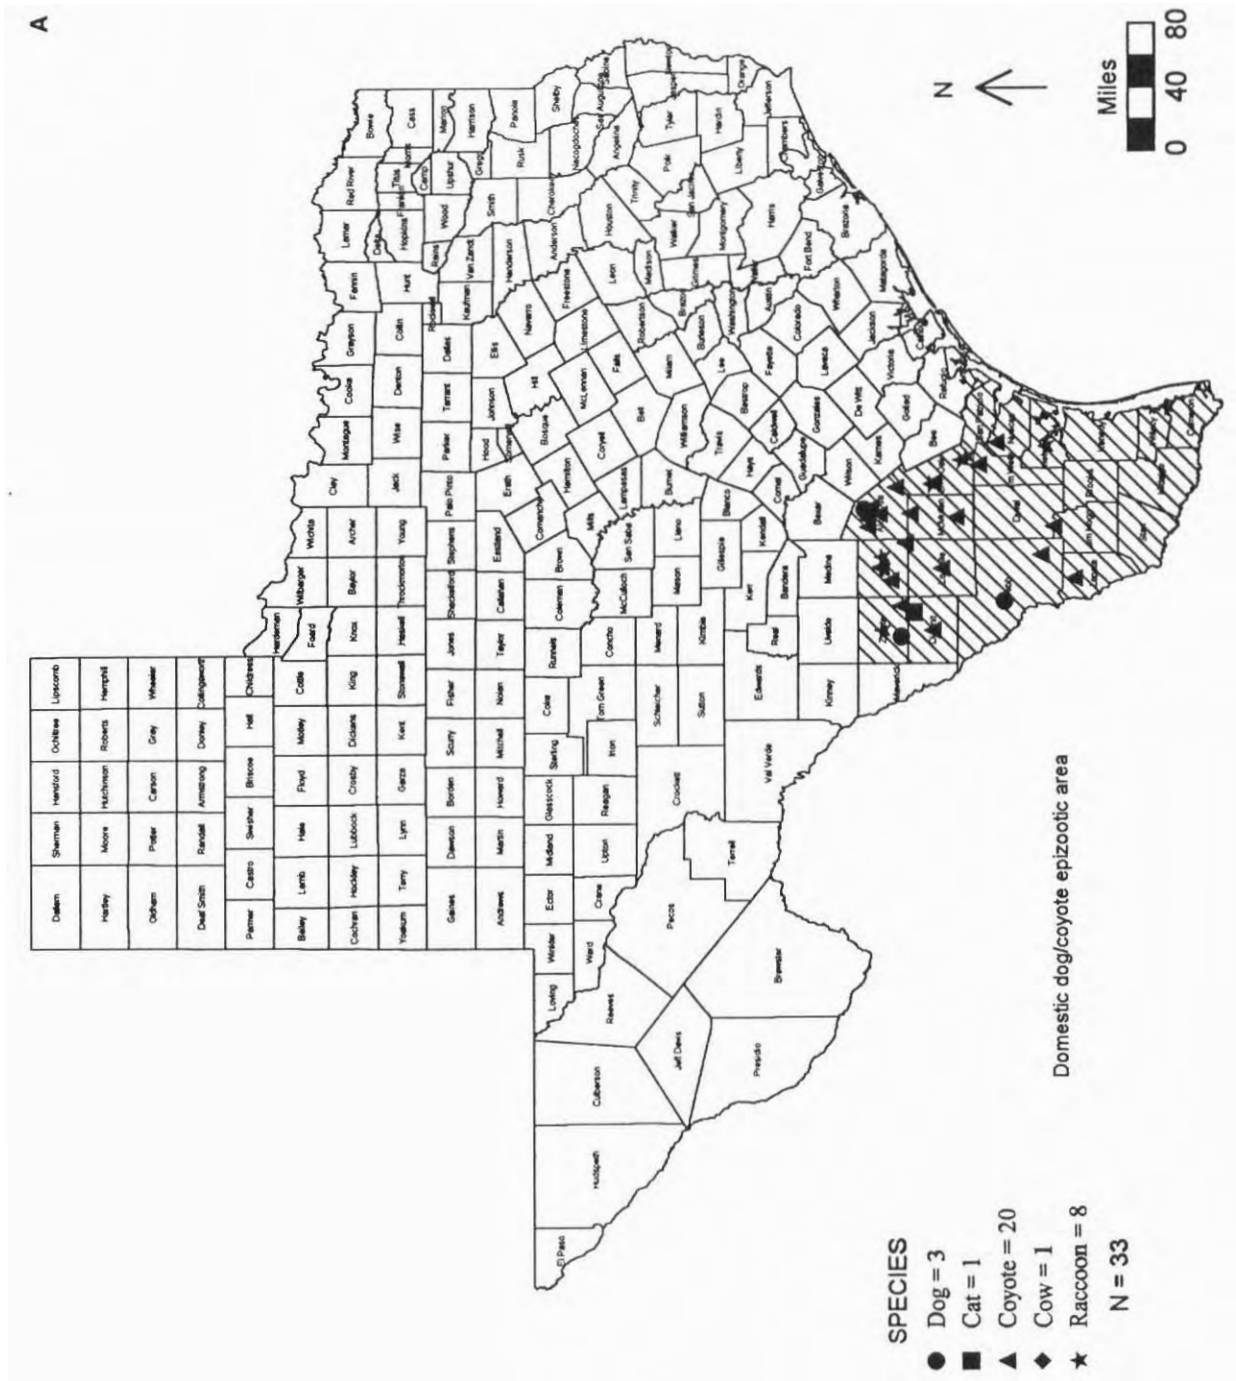 A
Dallam Sherman Hansford Ochiltree Lipscomb
Hartley Moore Hutchinson Roberts Hemphill
Oldham Potter Carson Gray Wheeler
Deaf Smith Randall Armstrong Donley Collingsworth
Parmer Castro Swisher Briscoe Hall Childress
Bailey Lamb Hale Floyd Motley Cottle Hardeman Foard Wilbarger Wichita Clay Montague Cooke Grayson Fannin Lamar Red River Bowie
Cochran Hockley Lubbock Crosby Dickens King Knox Baylor Archer Jack Wise Denton Collin Hunt Delta Hopkins Franklin Titus Morris Cass
Yoakum Terry Lynn Garza Kent Stonewall Haskell Throckmorton Young Parker Tarrant Dallas Rockwall Kaufman Rains Van Zandt Wood Camp Upshur Marion Harrison Gregg
Gaines Dawson Borden Scurry Fisher Jones Shackelford Stephens Palo Pinto Hood Johnson Ellis Henderson Smith Rusk Panola
Andrews Martin Howard Mitchell Nolan Taylor Callahan Eastland Erath Somervell Bosque Hill Navarro Freestone Anderson Cherokee Nacogdoches Shelby
El Paso Hudspeth Culberson Loving Winkler Ector Midland Glasscock Sterling Coke Runnels Coleman Brown Comanche Hamilton McLennan Limestone Leon Houston Angelina San Augustine Sabine
Reeves Ward Crane Upton Reagan Irion Tom Green Concho McCulloch San Saba Mills Lampasas Coryell Bell Falls Robertson Madison Trinity Polk Tyler Jasper Newton
Jeff Davis Pecos Crockett Schleicher Menard Mason Llano Burnet Williamson Milam Brazos Grimes Walker San Jacinto Hardin Orange
Presidio Brewster Terrell Val Verde Sutton Kimble Gillespie Blanco Travis Lee Burleson Washington Montgomery Liberty Jefferson
Edwards Kerr Kendall Hays Bastrop Fayette Austin Waller Harris Chambers
Kinney Real Bandera Comal Caldwell Guadalupe Gonzales Lavaca Colorado Fort Bend Galveston
Uvalde Medina Bexar Wilson Karnes De Witt Wharton Brazoria
Maverick Goliad Victoria Jackson Matagorda
Bee Refugio
Duval
Brooks
Starr
Domestic dog/coyote epizootic area
SPECIES
Dog = 3
Cat = 1
Coyote = 20
Cow = 1
Raccoon = 8
N = 33
N
Miles
0 40 80